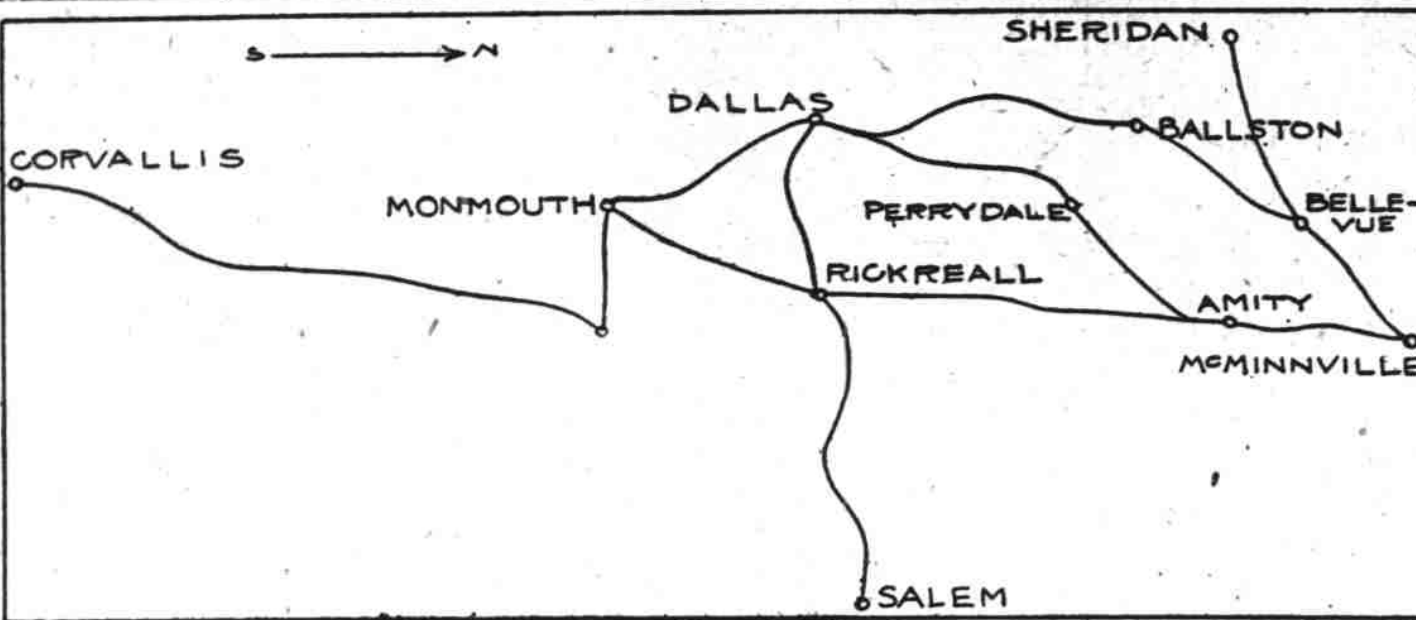 SHERIDAN
S N
DALLAS
BALLSTON
CORVALLIS
MONMOUTH
PERRYDALE
BELLE-
VUE
RICKREALL
AMITY
McMINNVILLE
SALEM